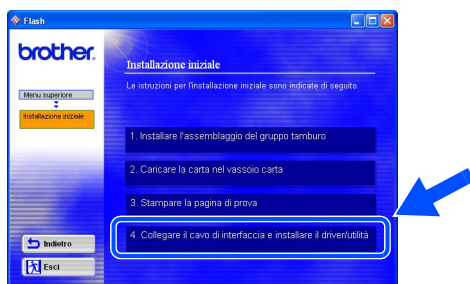 Flash
brother.
Installazione iniziale
Le istruzioni per l'installazione iniziale sono indicate di seguito.
Menu superiore
Installazione iniziale
1. Installare l'assemblaggio del gruppo tamburo
2. Caricare la carta nel vassoio carta
3. Stampare la pagina di prova
4. Collegare il cavo di interfaccia e installare il driver/utilità
Indietro
Esci